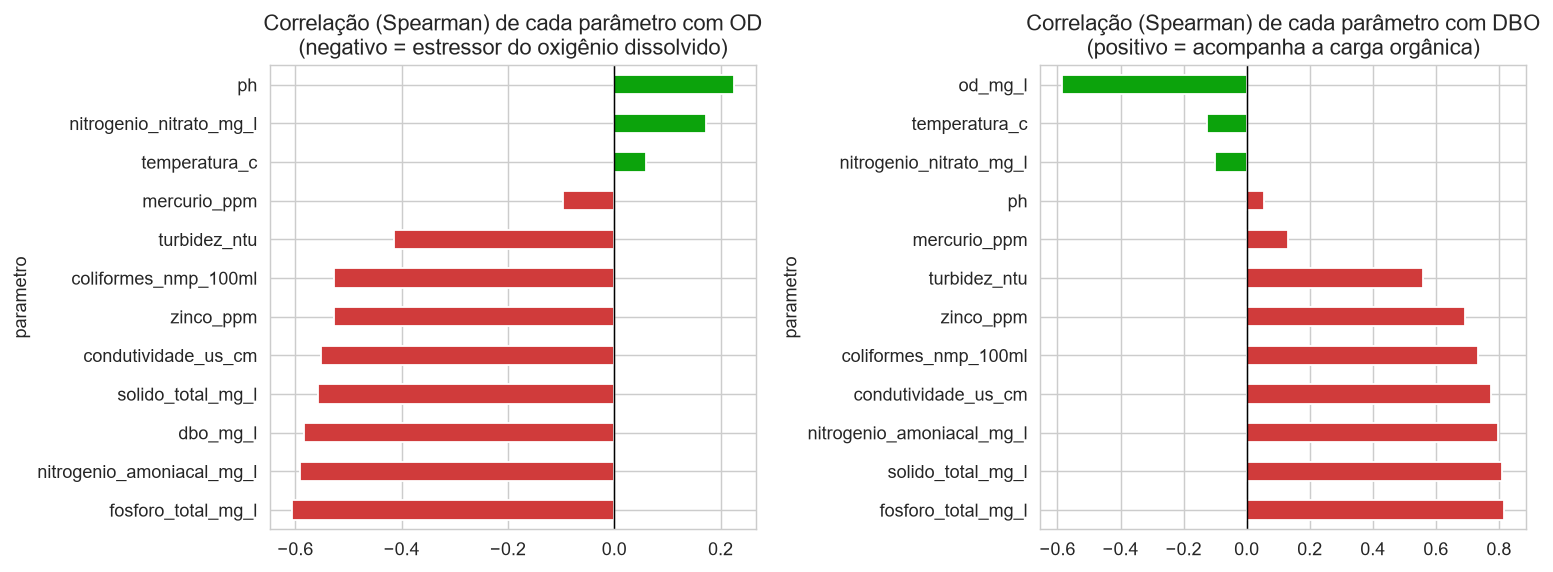 Correlação (Spearman) de cada parâmetro com OD
(negativo = estressor do oxigênio dissolvido)
parametro
ph
nitrogenio_nitrato_mg_l
temperatura_c
mercurio_ppm
turbidez_ntu
coliformes_nmp_100ml
zinco_ppm
condutividade_us_cm
solido_total_mg_l
dbo_mg_l
nitrogenio_amoniacal_mg_l
fosforo_total_mg_l
−0.6 −0.4 −0.2 0.0 0.2
Correlação (Spearman) de cada parâmetro com DBO
(positivo = acompanha a carga orgânica)
parametro
od_mg_l
temperatura_c
nitrogenio_nitrato_mg_l
ph
mercurio_ppm
turbidez_ntu
zinco_ppm
coliformes_nmp_100ml
condutividade_us_cm
nitrogenio_amoniacal_mg_l
solido_total_mg_l
fosforo_total_mg_l
−0.6 −0.4 −0.2 0.0 0.2 0.4 0.6 0.8